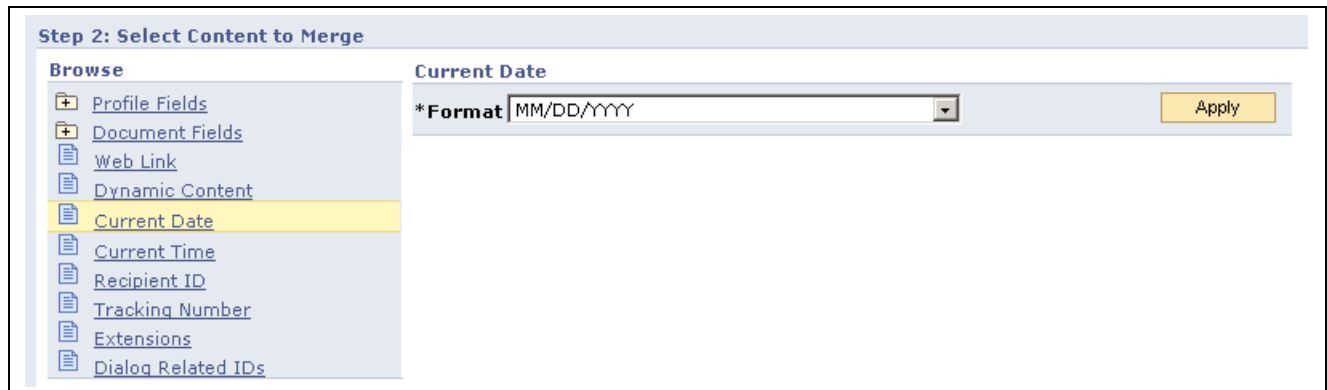 Step 2: Select Content to Merge
Browse
Profile Fields
Document Fields
Web Link
Dynamic Content
Current Date
Current Time
Recipient ID
Tracking Number
Extensions
Dialog Related IDs
Current Date
*Format MM/DD/YYYY Apply